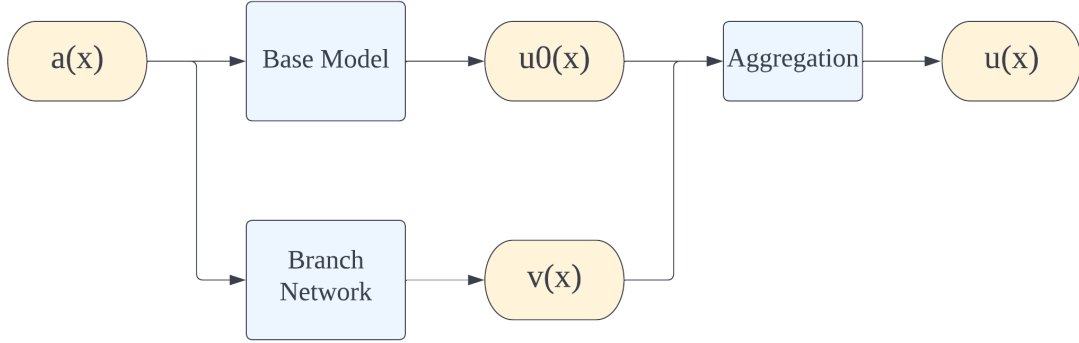 a(x)
Base Model
u0(x)
Aggregation
u(x)
Branch
Network
v(x)